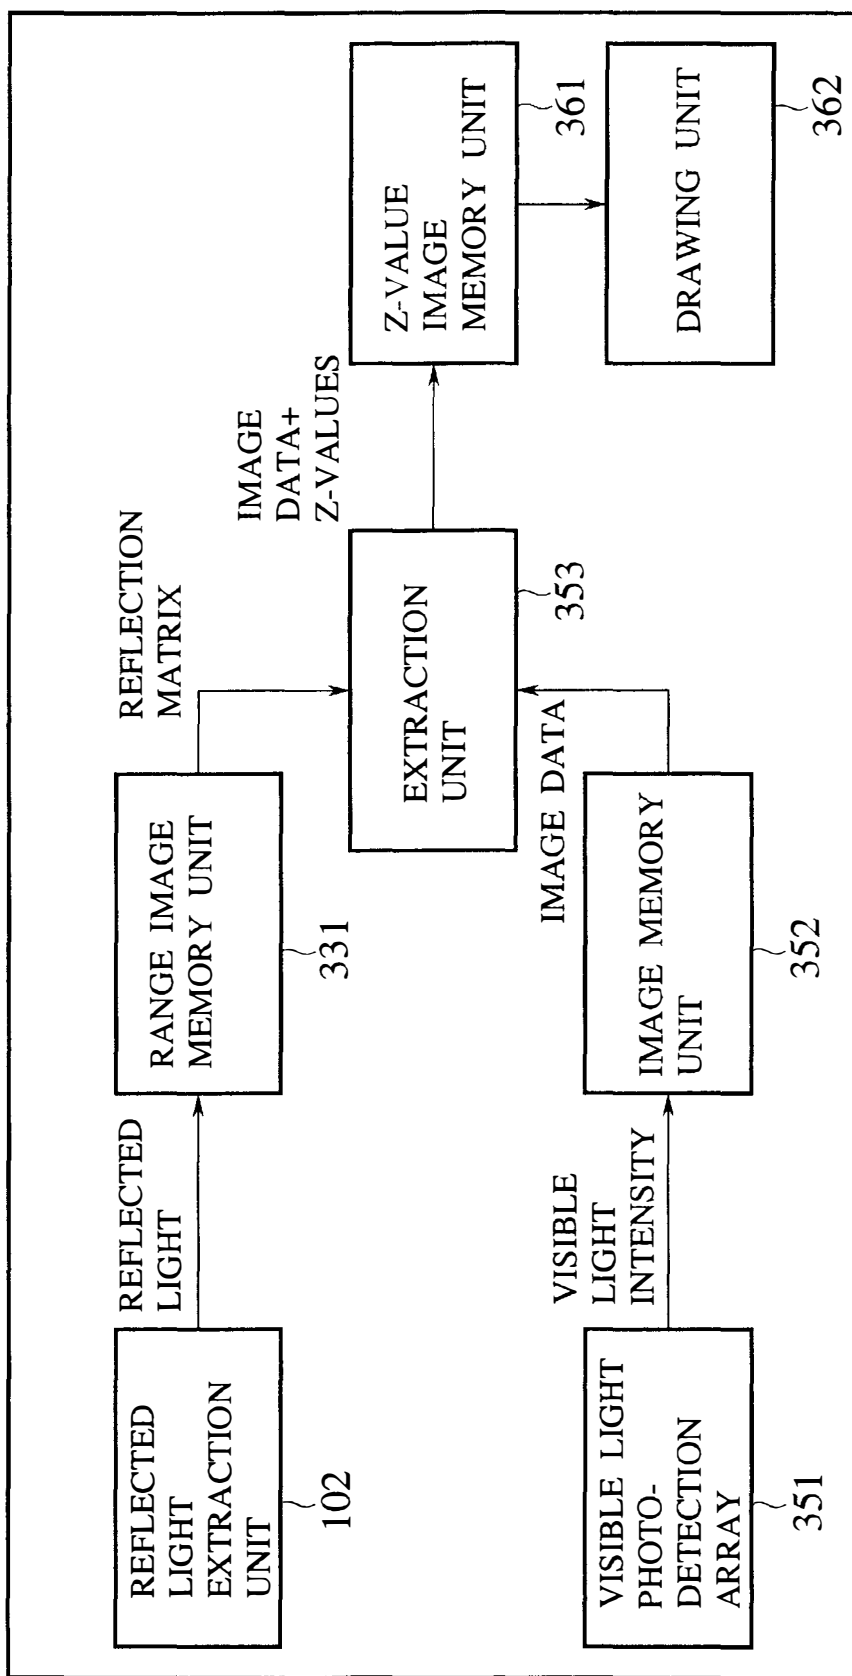 REFLECTED
LIGHT
EXTRACTION
UNIT
102
REFLECTED
LIGHT
RANGE IMAGE
MEMORY UNIT
331
REFLECTION
MATRIX
VISIBLE LIGHT
PHOTO-
DETECTION
ARRAY
351
VISIBLE
LIGHT
INTENSITY
IMAGE MEMORY
UNIT
352
IMAGE DATA
EXTRACTION
UNIT
353
IMAGE
DATA+
Z-VALUES
Z-VALUE
IMAGE
MEMORY UNIT
361
DRAWING UNIT
362